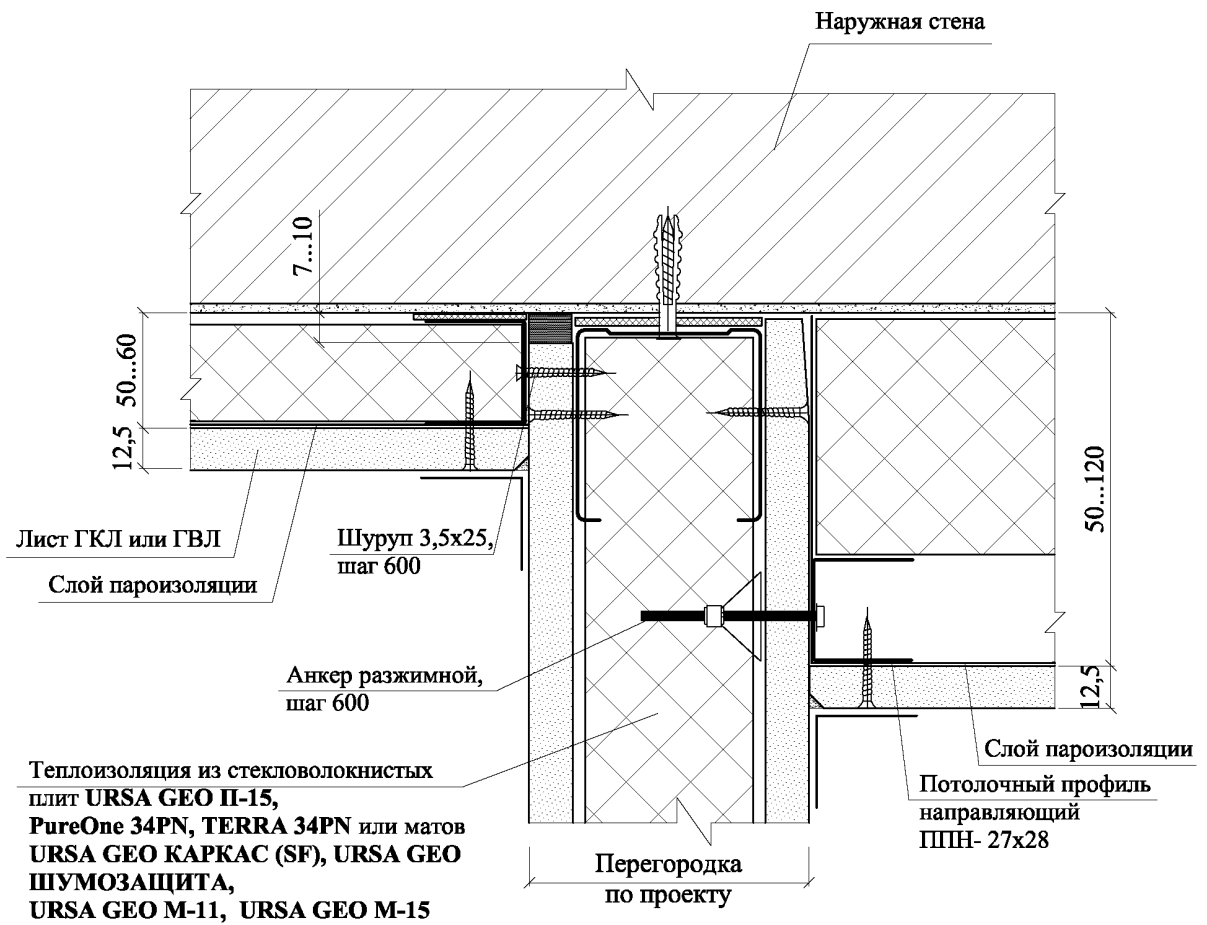 Наружная стена
7...10
50...60
12,5
Лист ГКЛ или ГВЛ
Слой пароизоляции
Шуруп 3,5х25,
шаг 600
50...120
12,5
Анкер разжимной,
шаг 600
Слой пароизоляции
Потолочный профиль
направляющий
ППН- 27х28
Теплоизоляция из стекловолокнистых
плит URSA GEO П-15,
PureOne 34PN, TERRA 34PN или матов
URSA GEO КАРКАС (SF), URSA GEO
ШУМОЗАЩИТА,
URSA GEO М-11, URSA GEO М-15
Перегородка
по проекту